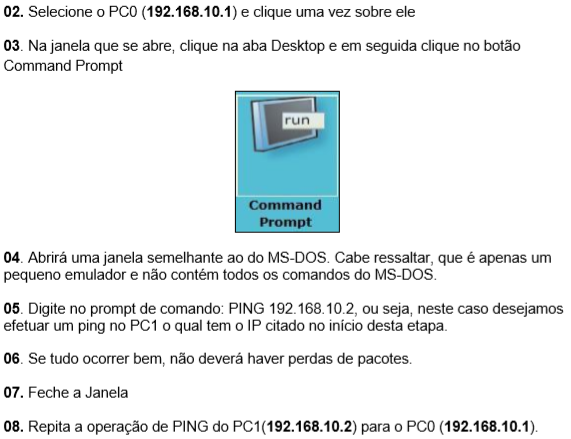 02. Selecione o PC0 (192.168.10.1) e clique uma vez sobre ele
03. Na janela que se abre, clique na aba Desktop e em seguida clique no botão
Command Prompt
run
Command
Prompt
04. Abrirá uma janela semelhante ao do MS-DOS. Cabe ressaltar, que é apenas um
pequeno emulador e não contém todos os comandos do MS-DOS.
05. Digite no prompt de comando: PING 192.168.10.2, ou seja, neste caso desejamos
efetuar um ping no PC1 o qual tem o IP citado no início desta etapa.
06. Se tudo ocorrer bem, não deverá haver perdas de pacotes.
07. Feche a Janela
08. Repita a operação de PING do PC1(192.168.10.2) para o PC0 (192.168.10.1).